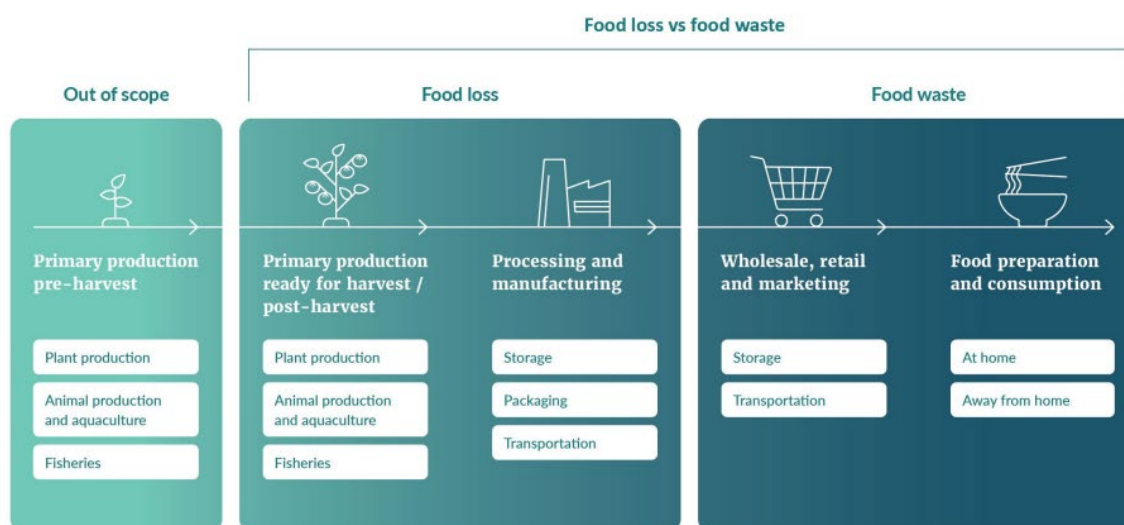 Food loss vs food waste
Out of scope
Food loss
Food waste
Primary production
pre-harvest
Plant production
Animal production
and aquaculture
Fisheries
Primary production
ready for harvest /
post-harvest
Plant production
Animal production
and aquaculture
Fisheries
Processing and
manufacturing
Storage
Packaging
Transportation
Wholesale, retail
and marketing
Storage
Transportation
Food preparation
and consumption
At home
Away from home